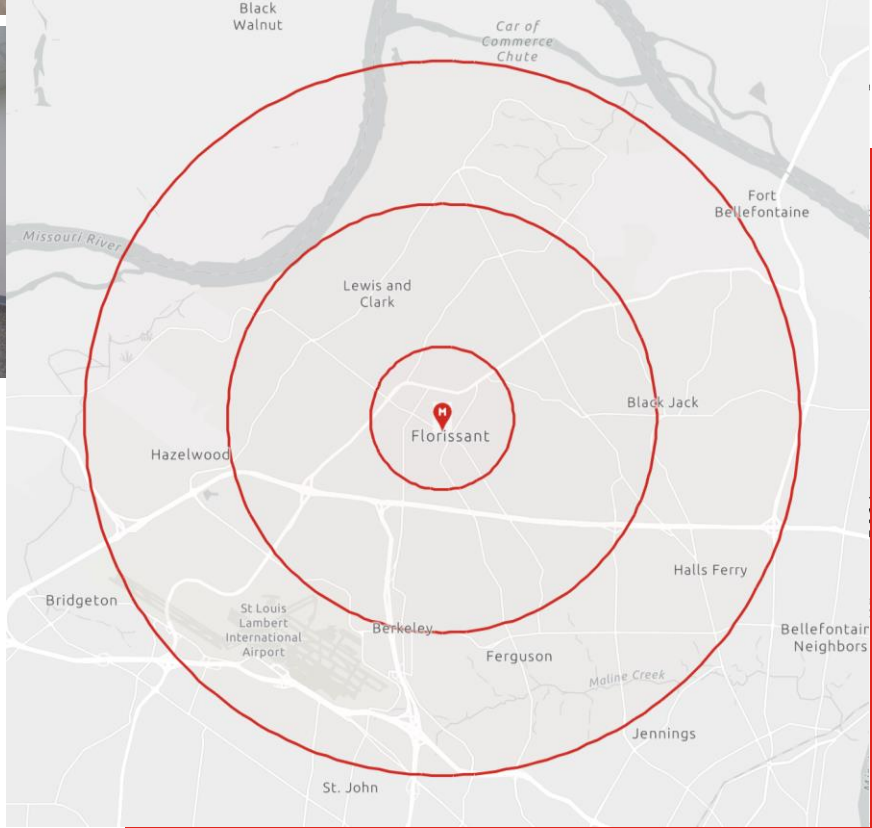 Black
Walnut
Car of
Commerce
Chute
Fort
Bellefontaine
Missouri River
Lewis and
Clark
Black Jack
M
Florissant
Hazelwood
Halls Ferry
Bridgeton
St Louis
Lambert
International
Airport
Berkeley
Bellefontain
Neighbors
Ferguson
Maline Creek
Jennings
St. John